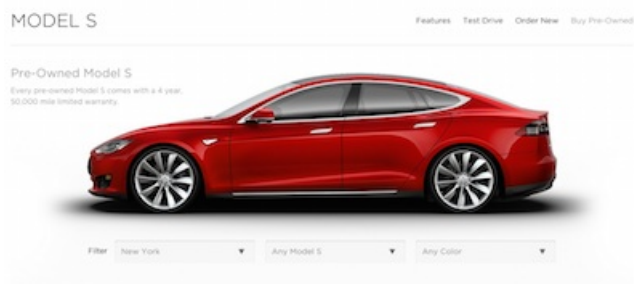 MODEL S
Features Test Drive Order New Buy Pre-Owned
Pre-Owned Model S
Every pre-owned Model S comes with a 4 year,
50,000 mile limited warranty.
Filter New York Any Model S Any Color